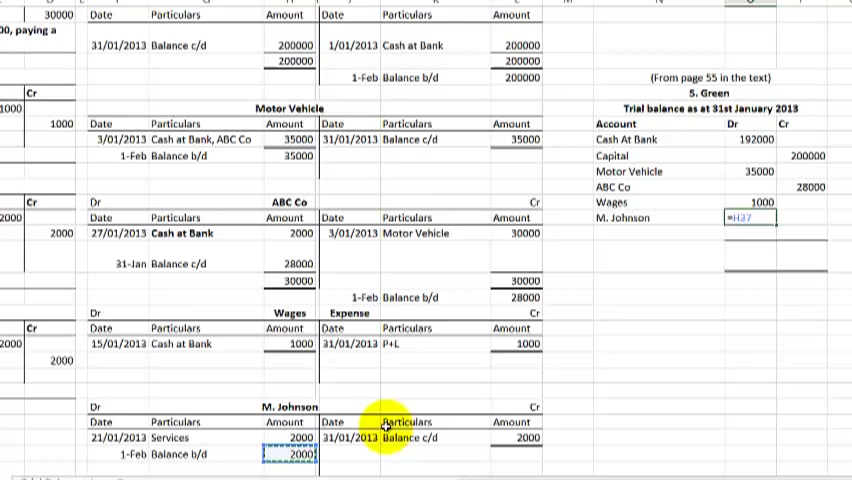 30000 Date Particulars Amount Date Particulars Amount
00, paying a
31/01/2013 Balance c/d 200000 1/01/2013 Cash at Bank 200000
200000 200000
1-Feb Balance b/d 200000 (From page 55 in the text)
Cr S. Green
1000 Motor Vehicle Trial balance as at 31st January 2013
1000 Date Particulars Amount Date Particulars Amount Account Dr Cr
3/01/2013 Cash at Bank, ABC Co 35000 31/01/2013 Balance c/d 35000 Cash At Bank 192000
1-Feb Balance b/d 35000 Capital 200000
Motor Vehicle 35000
ABC Co 28000
Cr Dr ABC Co Cr Wages 1000
2000 Date Particulars Amount Date Particulars Amount M. Johnson =H37
2000 27/01/2013 Cash at Bank 2000 3/01/2013 Motor Vehicle 30000
31-Jan Balance c/d 28000
30000 30000
1-Feb Balance b/d 28000
Dr Wages Expense Cr
Cr Date Particulars Amount Date Particulars Amount
2000 15/01/2013 Cash at Bank 1000 31/01/2013 P+L 1000
2000
Dr M. Johnson Cr
Date Particulars Amount Date Particulars Amount
21/01/2013 Services 2000 31/01/2013 Balance c/d 2000
1-Feb Balance b/d 2000